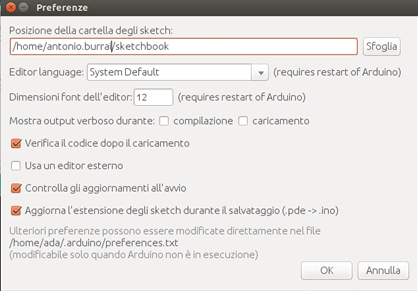 Preferenze
Posizione della cartella degli sketch:
/home/antonio.burral/sketchbook
Sfoglia
Editor language: System Default (requires restart of Arduino)
Dimensioni font dell'editor: 12 (requires restart of Arduino)
Mostra output verboso durante: compilazione caricamento
Verifica il codice dopo il caricamento
Usa un editor esterno
Controlla gli aggiornamenti all'avvio
Aggiorna l'estensione degli sketch durante il salvataggio (.pde -> .ino)
Ulteriori preferenze possono essere modificate direttamente nel file
/home/ada/.arduino/preferences.txt
(modificabile solo quando Arduino non è in esecuzione)
OK Annulla